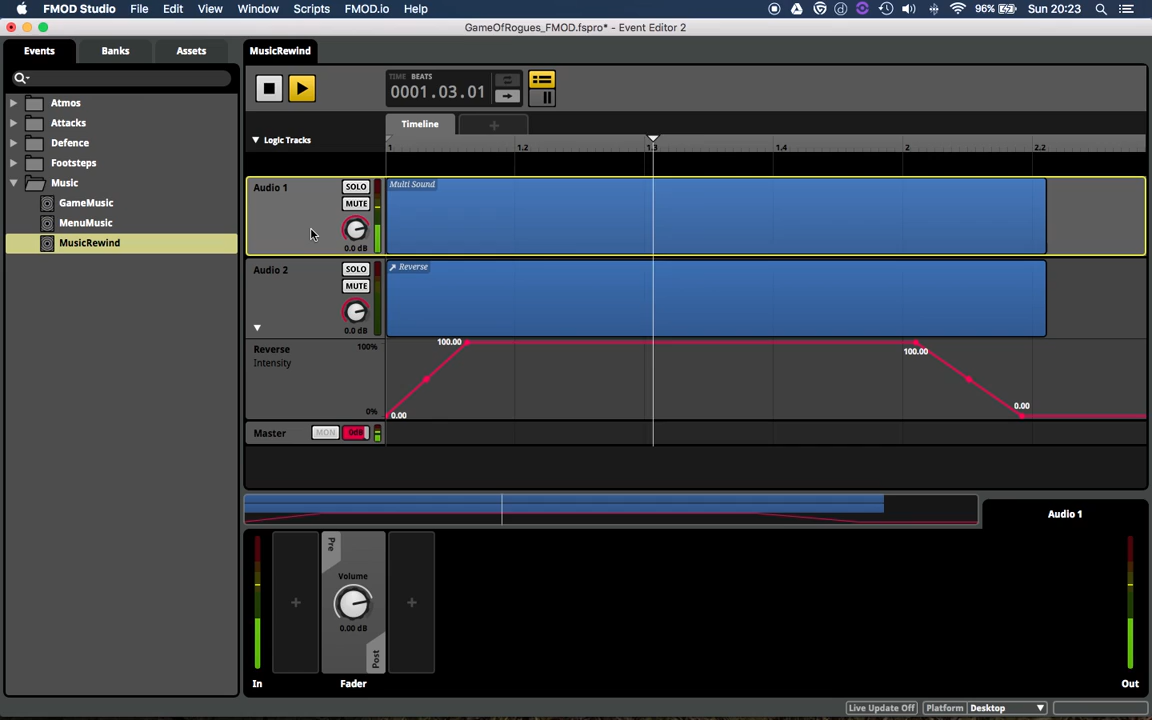 FMOD Studio File Edit View Window Scripts FMOD.io Help 96% Sun 20:23
GameOfRogues_FMOD.fspro* - Event Editor 2
Events Banks Assets MusicRewind
TIME BEATS
0001.03.01
Atmos
Attacks
Defence
Footsteps
Music
GameMusic
MenuMusic
MusicRewind
Timeline +
Logic Tracks
1 1.2 1.3 1.4 2 2.2
Audio 1 SOLO Multi Sound
MUTE
0.0 dB
Audio 2 SOLO Reverse
MUTE
0.0 dB
Reverse 100% 100.00 100.00
Intensity
0% 0.00 0.00
Master MON 0dB
Audio 1
Pre
Volume
+ +
0.00 dB
Post
In Fader Out
Live Update Off Platform Desktop